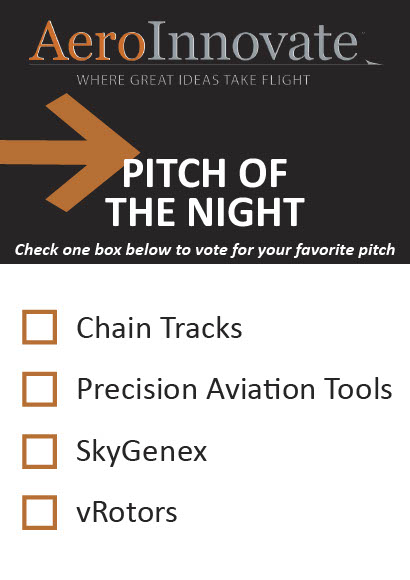 AeroInnovate
WHERE GREAT IDEAS TAKE FLIGHT
PITCH OF
THE NIGHT
Check one box below to vote for your favorite pitch
Chain Tracks
Precision Aviation Tools
SkyGenex
vRotors